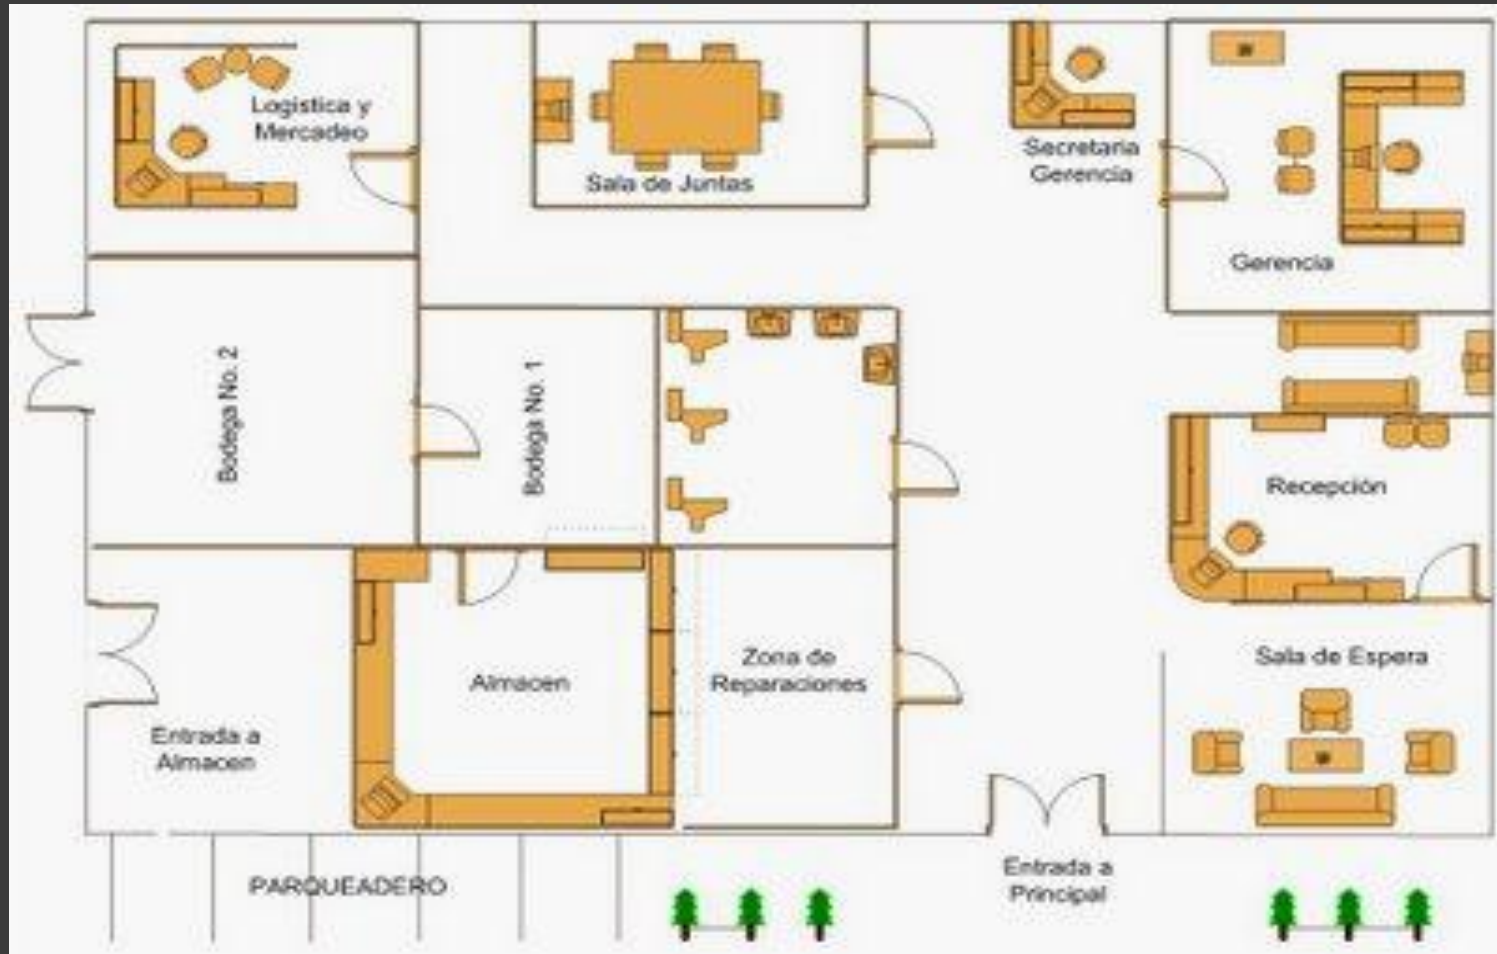 Logistica y
Mercadeo
Sala de Juntas
Secretaria
Gerencia
Gerencia
Bodega No. 2
Bodega No. 1
Recepción
Almacen
Zona de
Reparaciones
Sala de Espera
Entrada a
Almacen
PARQUEADERO
Entrada a
Principal